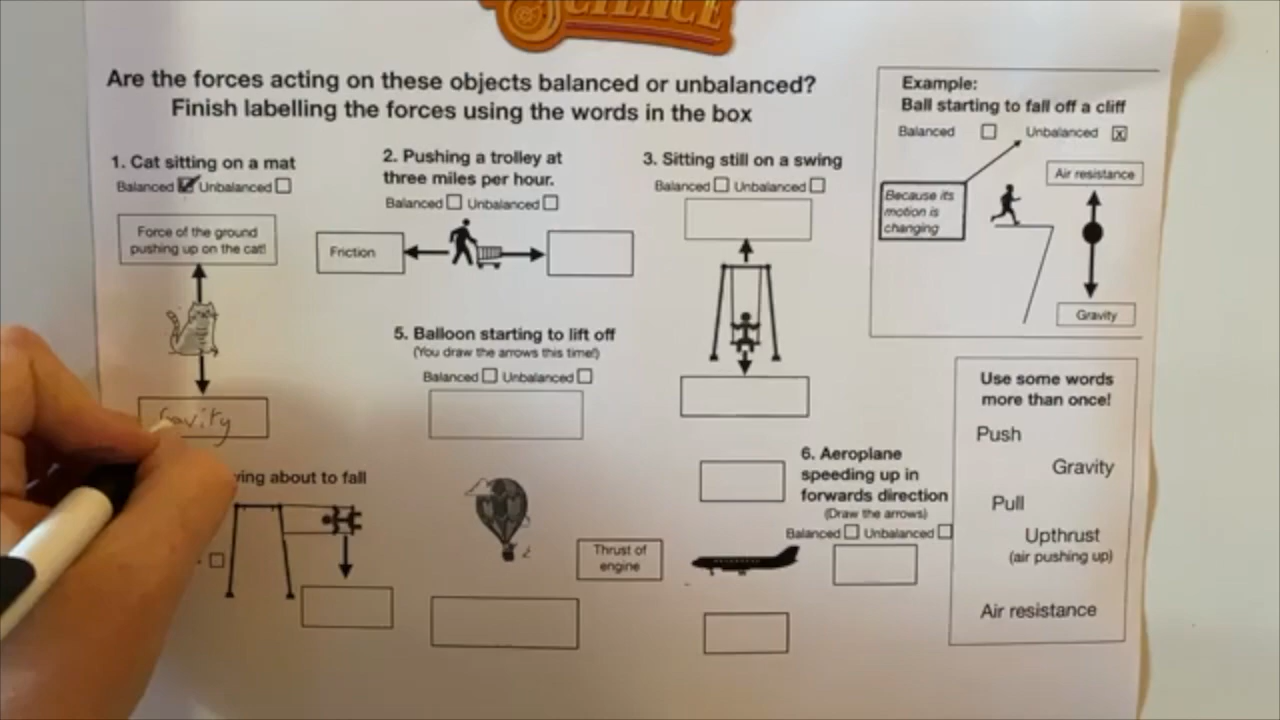 SCIENCE
Are the forces acting on these objects balanced or unbalanced?
Finish labelling the forces using the words in the box
1. Cat sitting on a mat
Balanced Unbalanced
Force of the ground
pushing up on the cat!
Gravity
2. Pushing a trolley at
three miles per hour.
Balanced Unbalanced
Friction
3. Sitting still on a swing
Balanced Unbalanced
Example:
Ball starting to fall off a cliff
Balanced Unbalanced x
Because its
motion is
changing
Air resistance
Gravity
about to fall
5. Balloon starting to lift off
(You draw the arrows this time!)
Balanced Unbalanced
Thrust of
engine
6. Aeroplane
speeding up in
forwards direction
(Draw the arrows)
Balanced Unbalanced
Use some words
more than once!
Push
Gravity
Pull
Upthrust
(air pushing up)
Air resistance